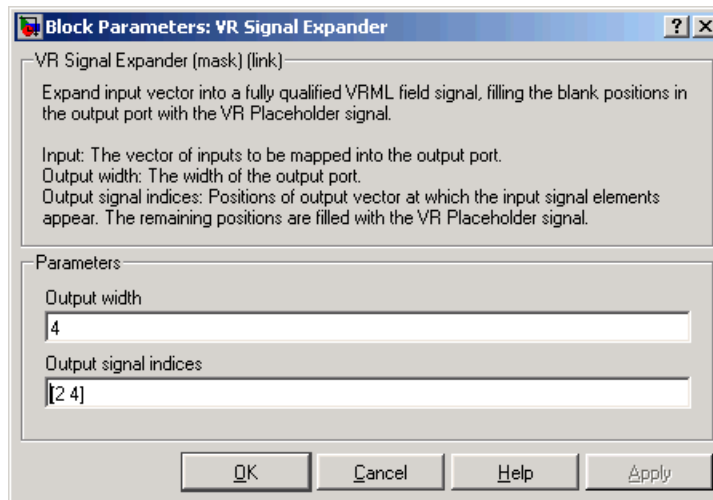 Block Parameters: VR Signal Expander
VR Signal Expander (mask) (link)
Expand input vector into a fully qualified VRML field signal, filling the blank positions in
the output port with the VR Placeholder signal.
Input: The vector of inputs to be mapped into the output port.
Output width: The width of the output port.
Output signal indices: Positions of output vector at which the input signal elements
appear. The remaining positions are filled with the VR Placeholder signal.
Parameters
Output width
4
Output signal indices
[2 4]
OK Cancel Help Apply